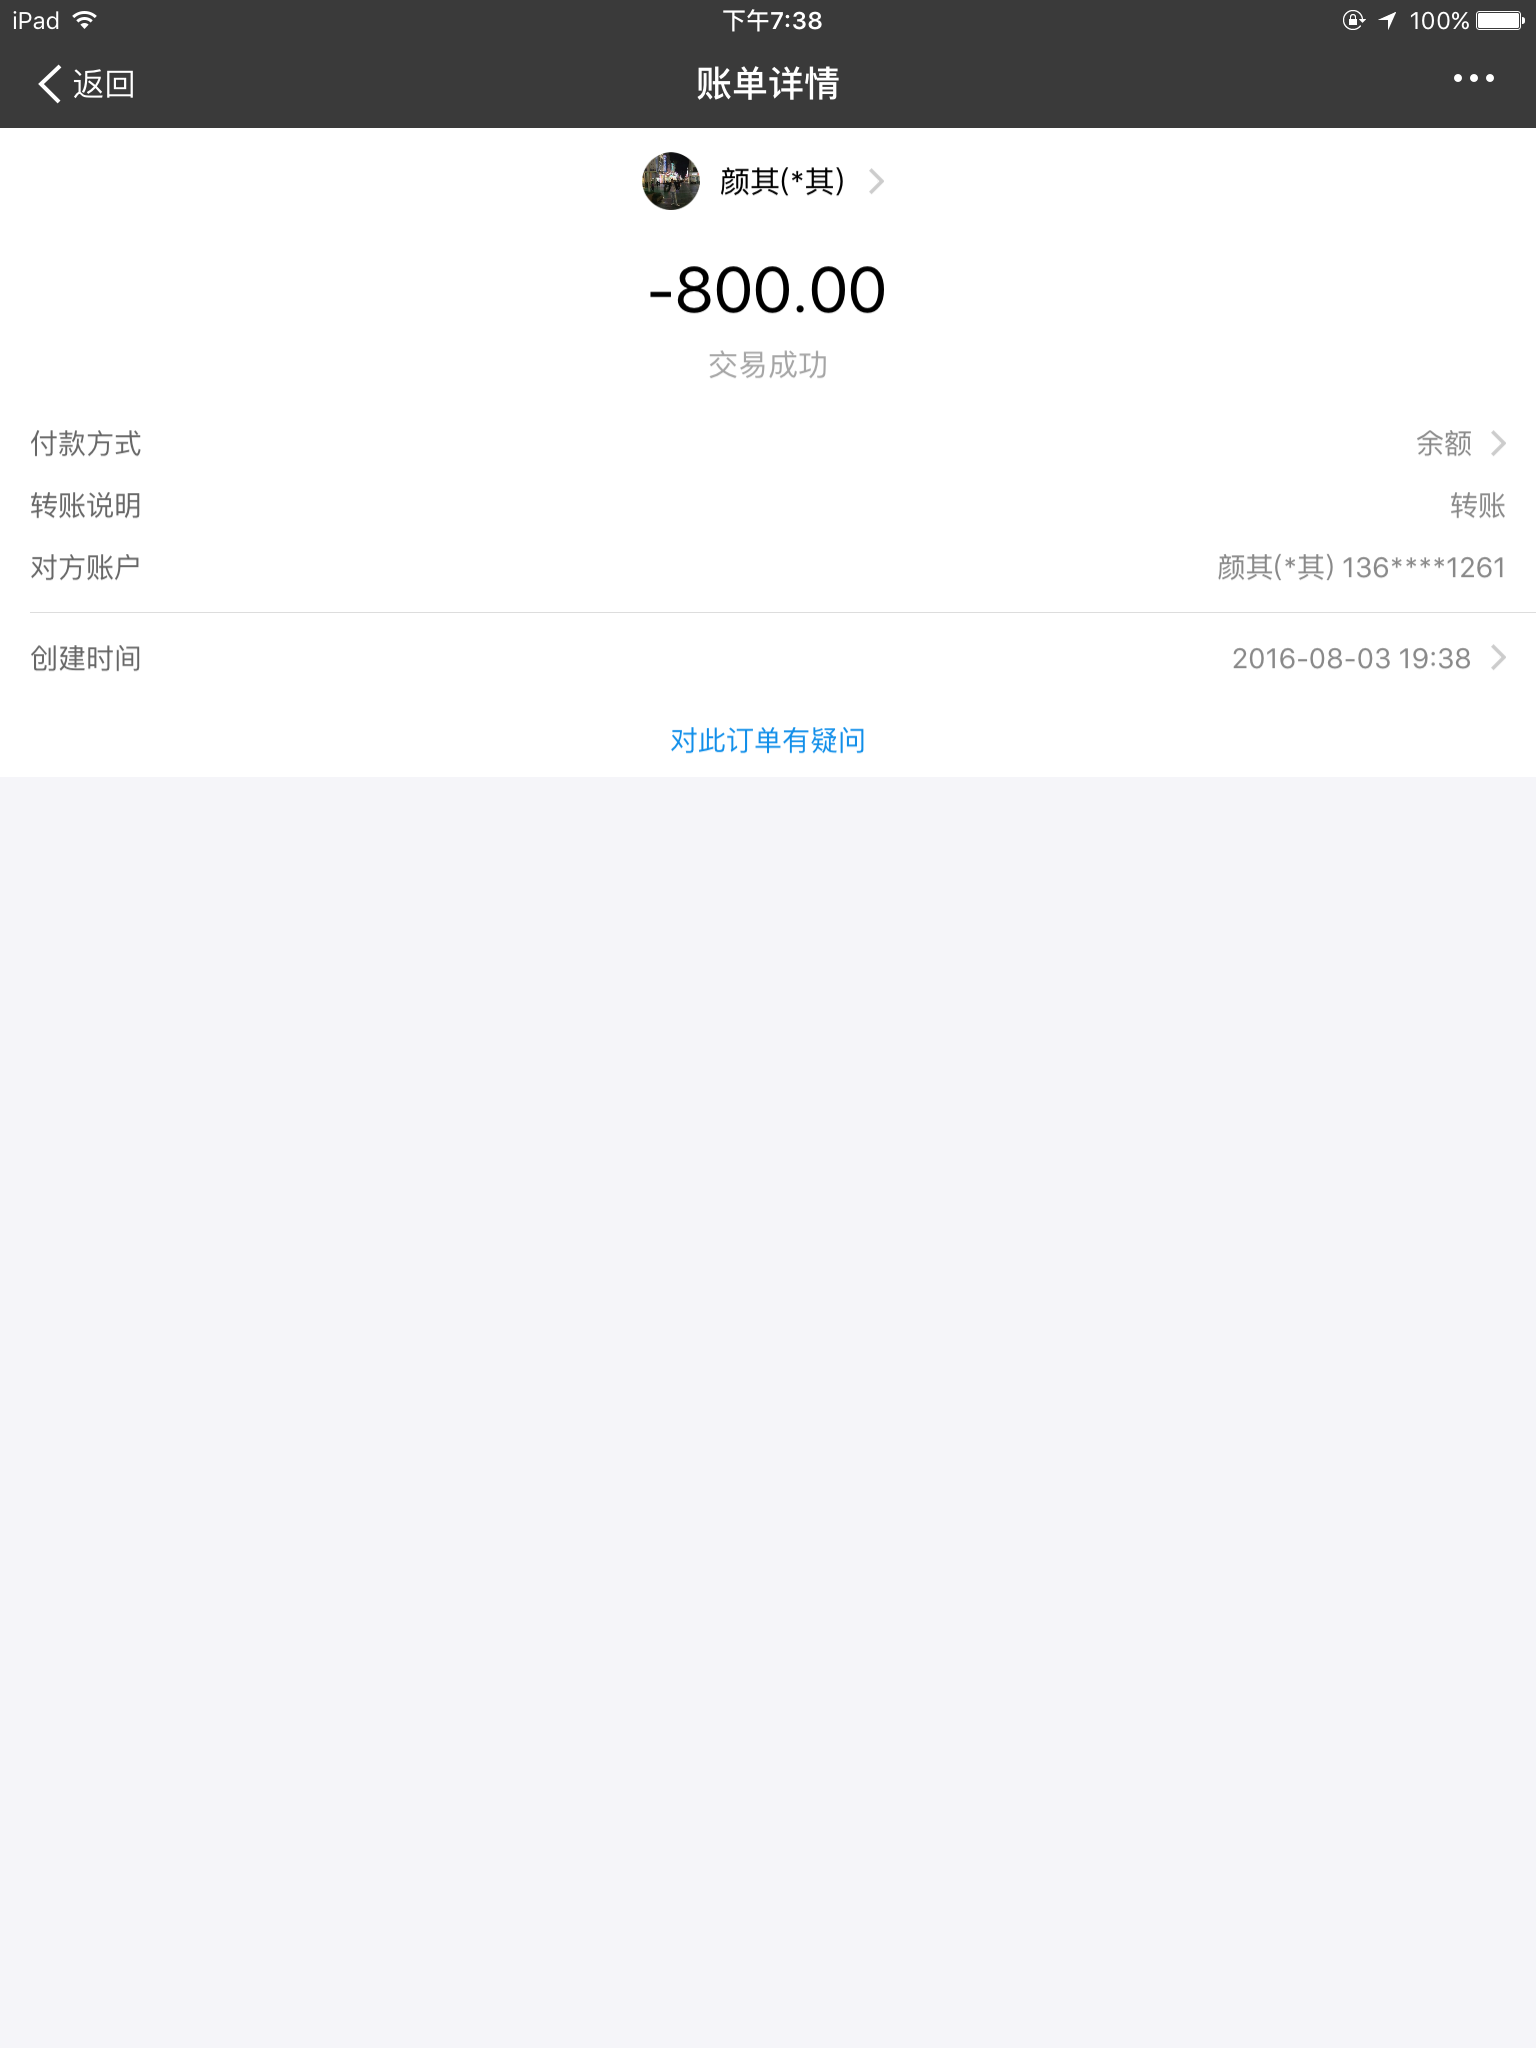 iPad 下午7:38 100%
返回 账单详情
颜其(*其)
-800.00
交易成功
付款方式 余额
转账说明 转账
对方账户 颜其(*其) 136****1261
创建时间 2016-08-03 19:38
对此订单有疑问